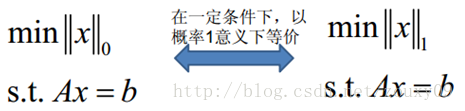 min‖x‖₀
s.t. Ax = b
在一定条件下，以
概率1意义下等价
min‖x‖₁
s.t. Ax = b